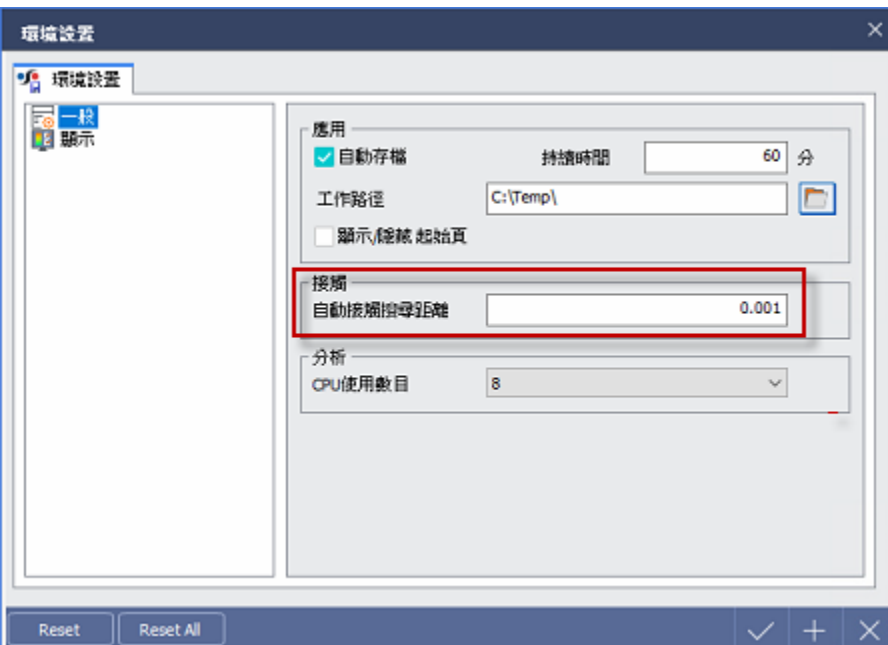 環境設置
環境設置
一般
顯示
應用
自動存檔 持續時間 60 分
工作路徑 C:\Temp\
顯示/隱藏 起始頁
接觸
自動接觸搜尋距離 0.001
分析
CPU使用數目 8
Reset Reset All